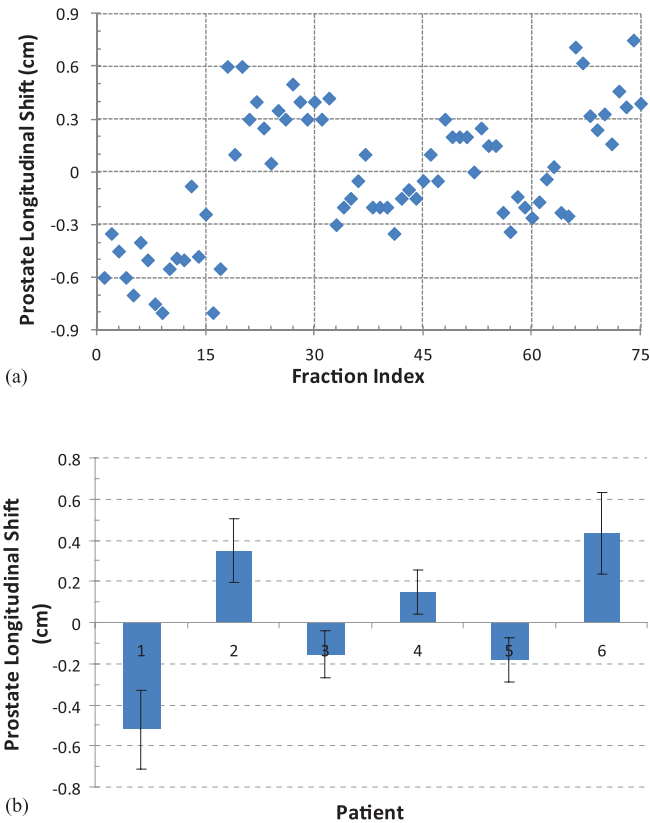 0.9
0.6
0.3
0
-0.3
-0.6
-0.9
Prostate Longitudinal Shift (cm)
0 15 30 45 60 75
Fraction Index
(a)
0.8
0.6
0.4
0.2
0
-0.2
-0.4
-0.6
-0.8
Prostate Longitudinal Shift
(cm)
1 2 3 4 5 6
Patient
(b)